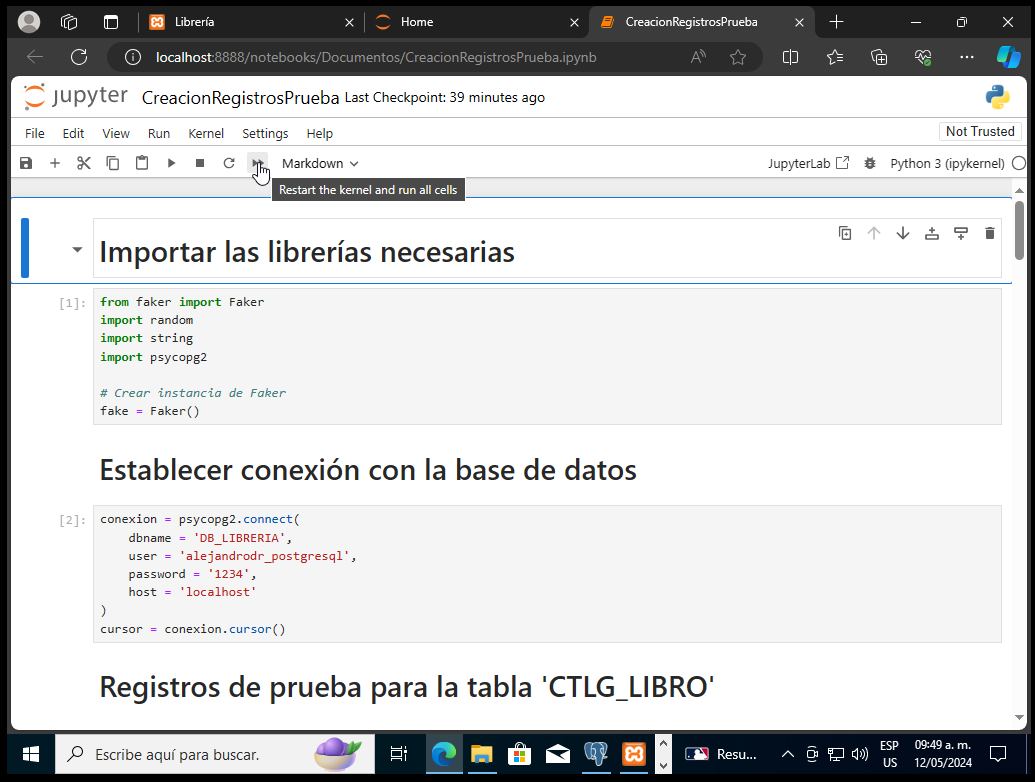 Librería
Home
CreacionRegistrosPrueba
localhost:8888/notebooks/Documentos/CreacionRegistrosPrueba.ipynb
jupyter CreacionRegistrosPrueba Last Checkpoint: 39 minutes ago
File Edit View Run Kernel Settings Help
Not Trusted
Markdown
JupyterLab
Python 3 (ipykernel)
Restart the kernel and run all cells
Importar las librerías necesarias
[1]:
from faker import Faker
import random
import string
import psycopg2
# Crear instancia de Faker
fake = Faker()
Establecer conexión con la base de datos
[2]:
conexion = psycopg2.connect(
dbname = 'DB_LIBRERIA',
user = 'alejandrodr_postgresql',
password = '1234',
host = 'localhost'
)
cursor = conexion.cursor()
Registros de prueba para la tabla 'CTLG_LIBRO'
Escribe aquí para buscar.
Resu...
ESP
US
09:49 a. m.
12/05/2024